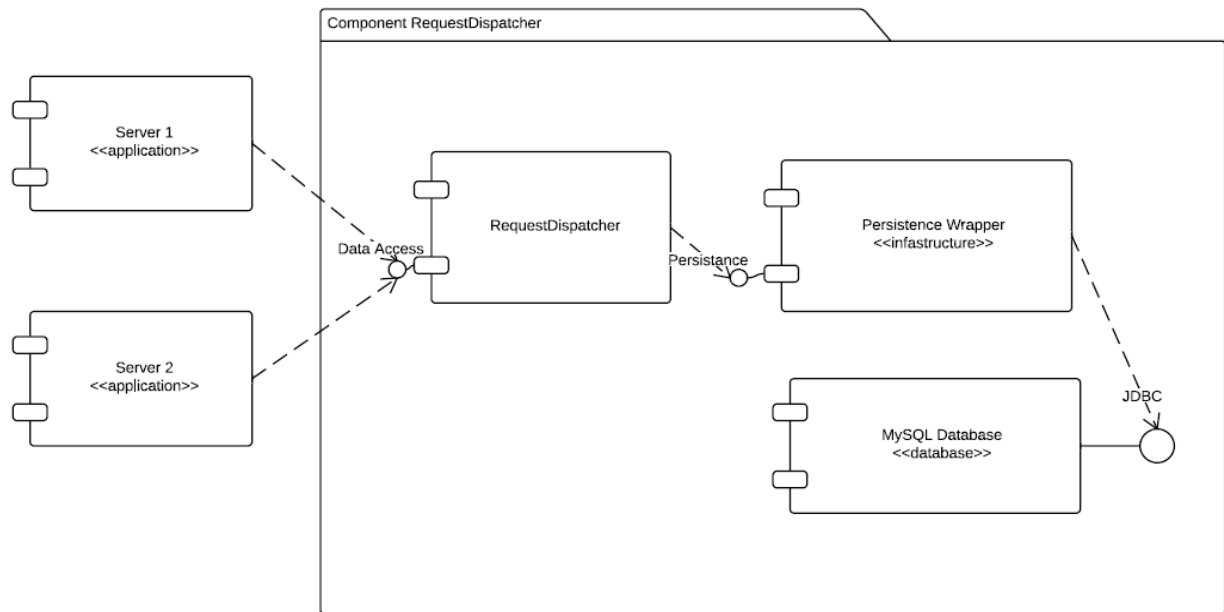 Component RequestDispatcher
Server 1
<<application>>
Data Access
RequestDispatcher
Persistance
Persistence Wrapper
<<infastructure>>
Server 2
<<application>>
MySQL Database
<<database>>
JDBC